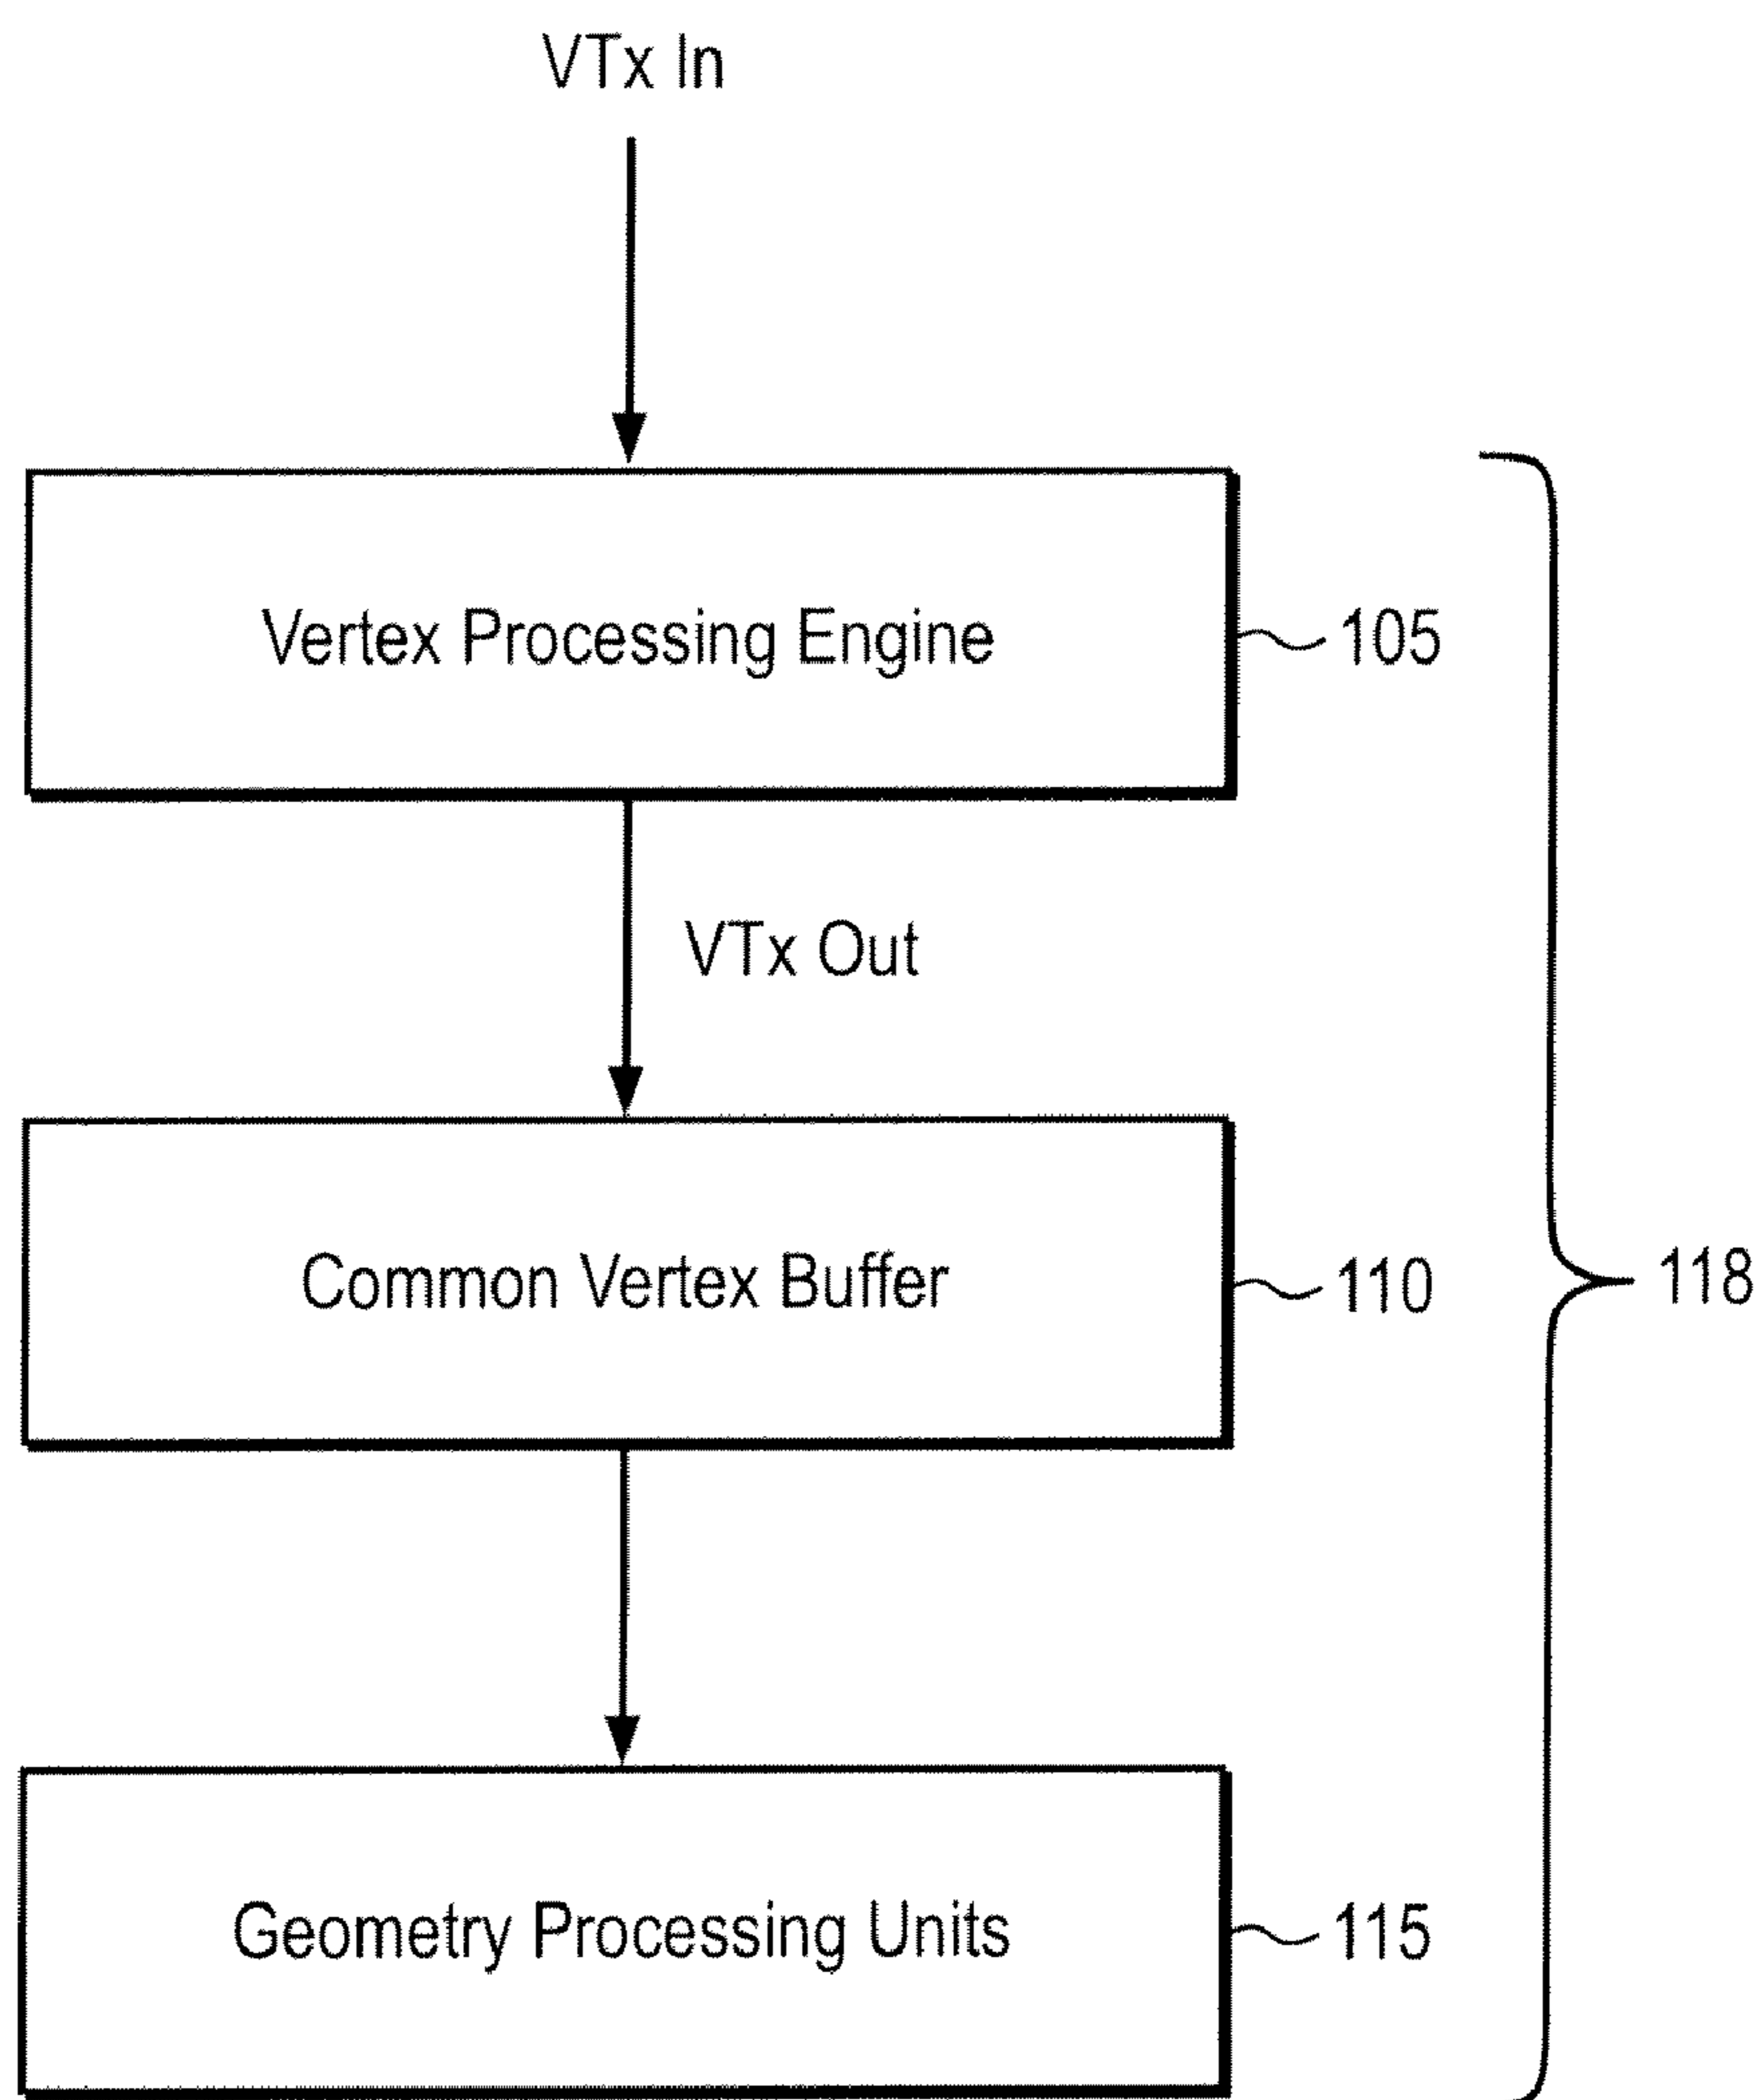 VTx In
Vertex Processing Engine
105
VTx Out
Common Vertex Buffer
110
118
Geometry Processing Units
115